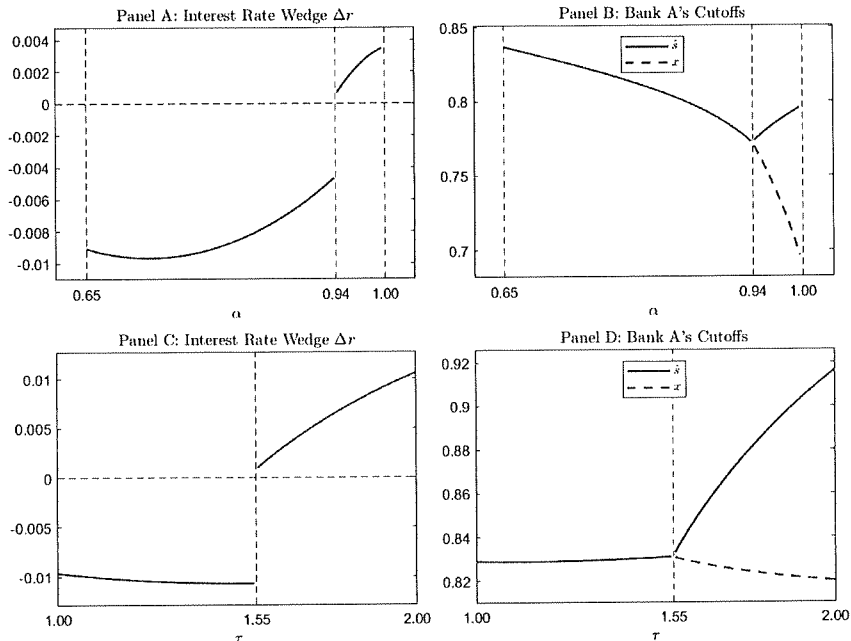 Panel A: Interest Rate Wedge Δr
0.004
0.002
0
-0.002
-0.004
-0.006
-0.008
-0.01
0.65
0.94
1.00
α
Panel B: Bank A's Cutoffs
ŝ
x
0.85
0.8
0.75
0.7
0.65
0.94
1.00
α
Panel C: Interest Rate Wedge Δr
0.01
0.005
0
-0.005
-0.01
1.00
1.55
2.00
τ
Panel D: Bank A's Cutoffs
ŝ
x
0.92
0.9
0.88
0.86
0.84
0.82
1.00
1.55
2.00
τ